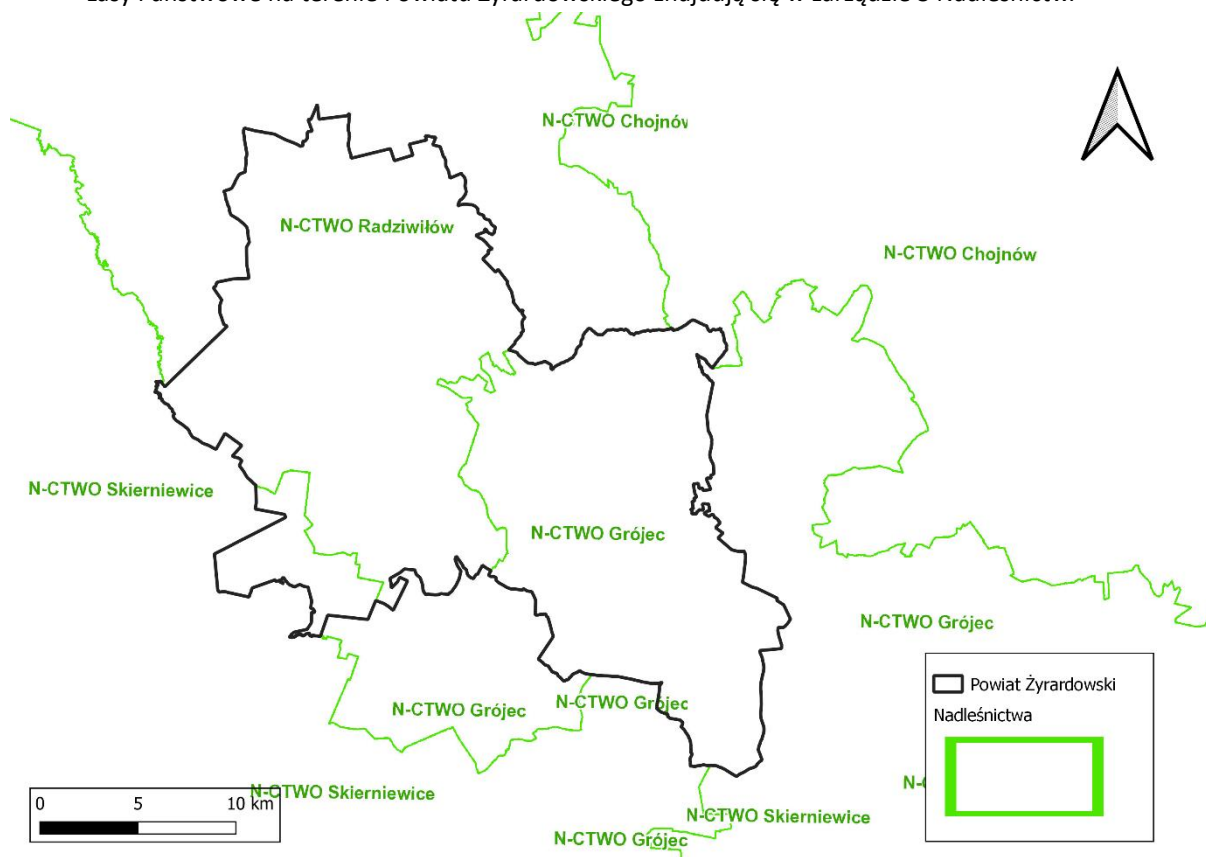 N-CTWO Chojnów
N-CTWO Radziwiłów
N-CTWO Chojnów
N-CTWO Skierniewice
N-CTWO Grójec
N-CTWO Grójec
Powiat Żyrardowski
N-CTWO Grójec
N-CTWO Grójec
Nadleśnictwa
N-CTWO Skierniewice
0 5 10 km
N-CTWO Skierniewice
N-CTWO Grójec